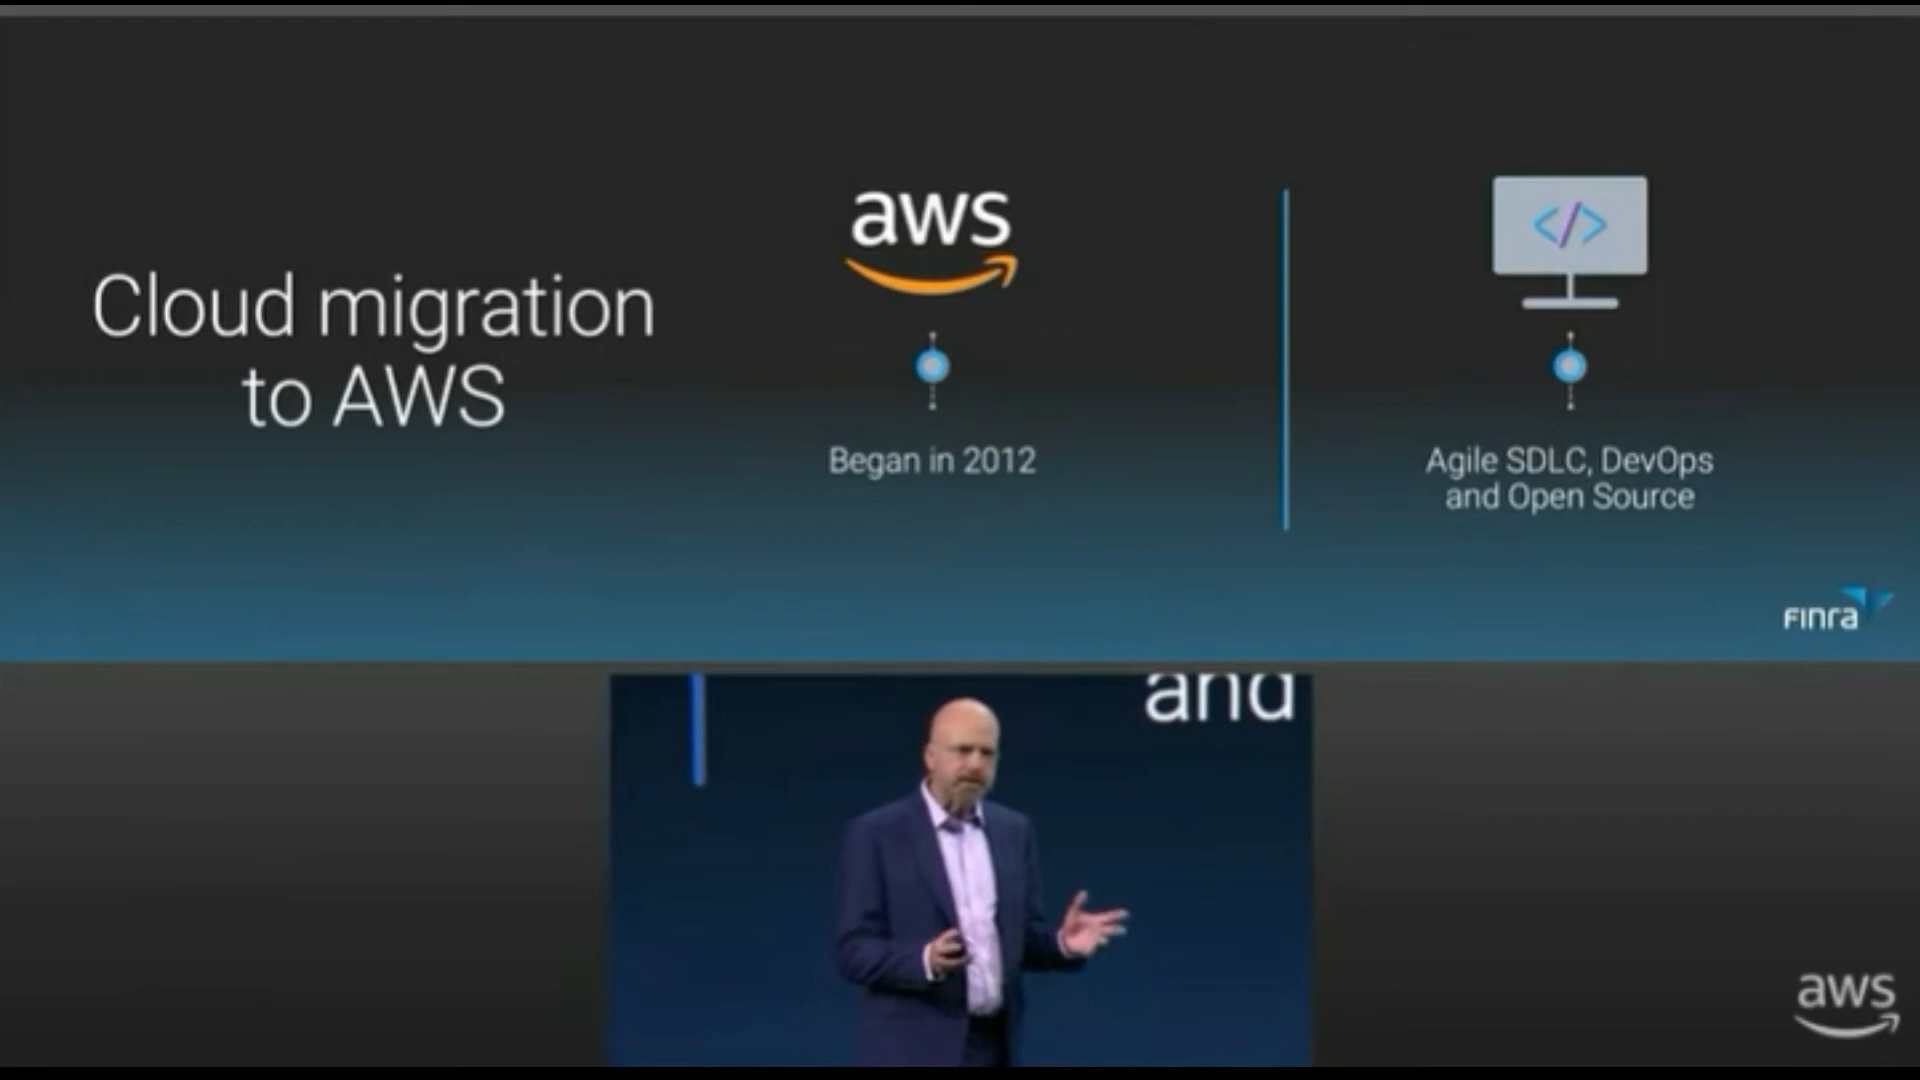 Cloud migration
to AWS
aws
Began in 2012
</>
Agile SDLC, DevOps
and Open Source
finra
and
aws